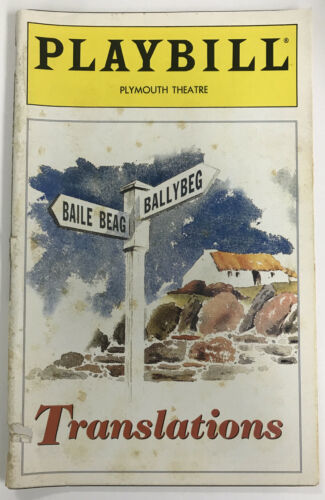 PLAYBILL®
PLYMOUTH THEATRE
BAILE BEAG
BALLYBEG
Translations